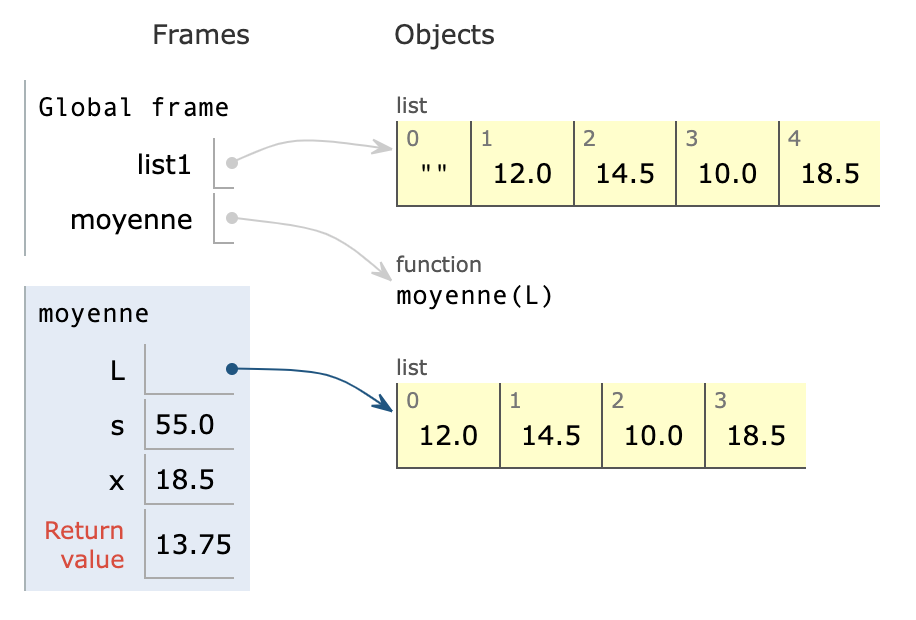 Frames Objects
Global frame
list1
moyenne
list
0 1 2 3 4
"" 12.0 14.5 10.0 18.5
function
moyenne(L)
moyenne
L
s 55.0
x 18.5
Return
value
13.75
list
0 1 2 3
12.0 14.5 10.0 18.5